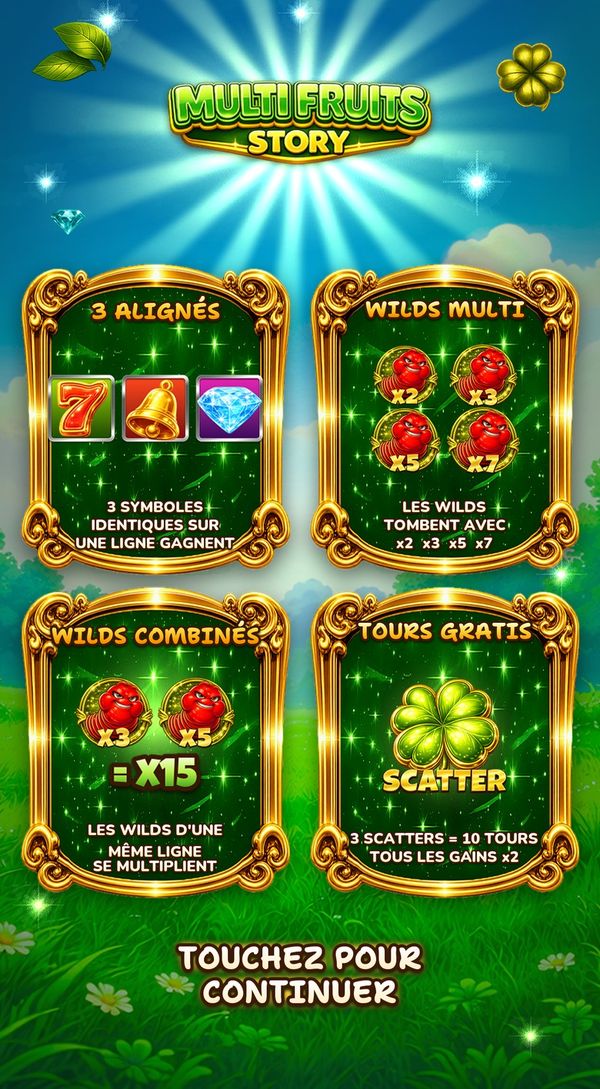 MULTI FRUITS
STORY
3 ALIGNÉS
7
3 SYMBOLES
IDENTIQUES SUR
UNE LIGNE GAGNENT
WILDS MULTI
x2 x3
x5 x7
LES WILDS
TOMBENT AVEC
x2 x3 x5 x7
WILDS COMBINÉS
x3 x5
= x15
LES WILDS D'UNE
MÊME LIGNE
SE MULTIPLIENT
TOURS GRATIS
SCATTER
3 SCATTERS = 10 TOURS
TOUS LES GAINS x2
TOUCHEZ POUR
CONTINUER